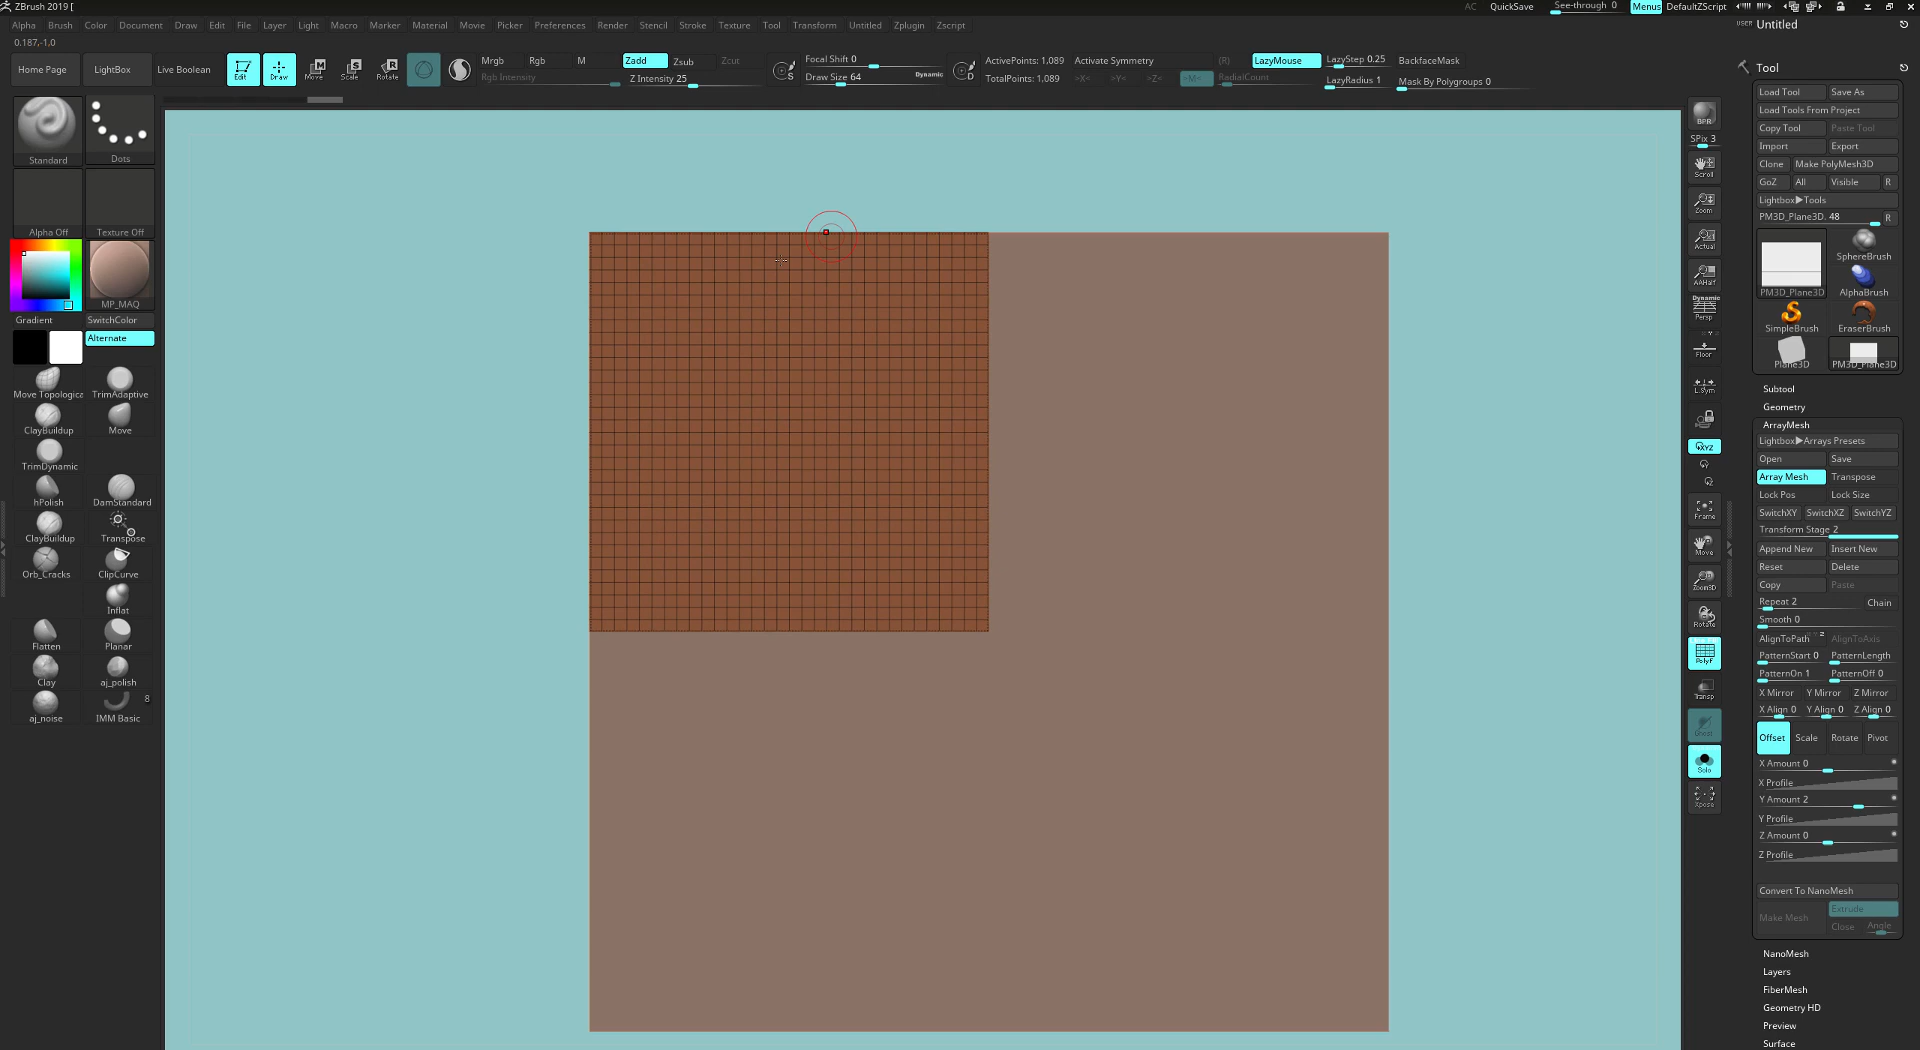 ZBrush 2019 [
AC QuickSave See-through 0 Menus DefaultZScript
Alpha Brush Color Document Draw Edit File Layer Light Macro Marker Material Movie Picker Preferences Render Stencil Stroke Texture Tool Transform Untitled Zplugin Zscript
USER Untitled
0.187,-1,0
Home Page LightBox Live Boolean Edit Draw Move Scale Rotate
Mrgb Rgb M Zadd Zsub Zcut Focal Shift 0 ActivePoints: 1,089 Activate Symmetry (R) LazyMouse LazyStep 0.25 BackfaceMask
Rgb Intensity Z Intensity 25 Draw Size 64 Dynamic TotalPoints: 1,089 >X< >Y< >Z< >M< RadialCount LazyRadius 1 Mask By Polygroups 0
Standard Dots
Alpha Off Texture Off
MP_MAQ
Gradient SwitchColor
Alternate
Move Topologica TrimAdaptive
ClayBuildup Move
TrimDynamic
hPolish DamStandard
ClayBuildup Transpose
Orb_Cracks ClipCurve
Inflat
Flatten Planar
Clay aj_polish
8
aj_noise IMM Basic
BPR
SPix 3
Scroll
Zoom
Actual
AAHalf
Dynamic
Persp
Floor
L.Sym
XYZ
Frame
Move
Zoom3D
Rotate
PolyF
Transp
Ghost
Solo
Xpose
Tool
Load Tool Save As
Load Tools From Project
Copy Tool Paste Tool
Import Export
Clone Make PolyMesh3D
GoZ All Visible R
Lightbox▶Tools
PM3D_Plane3D. 48 R
PM3D_Plane3D SphereBrush
AlphaBrush
SimpleBrush EraserBrush
Plane3D PM3D_Plane3D
Subtool
Geometry
ArrayMesh
Lightbox▶Arrays Presets
Open Save
Array Mesh Transpose
Lock Pos Lock Size
SwitchXY SwitchXZ SwitchYZ
Transform Stage 2
Append New Insert New
Reset Delete
Copy Paste
Repeat 2 Chain
Smooth 0
AlignToPath AlignToAxis
PatternStart 0 PatternLength
PatternOn 1 PatternOff 0
X Mirror Y Mirror Z Mirror
X Align 0 Y Align 0 Z Align 0
Offset Scale Rotate Pivot
X Amount 0
X Profile
Y Amount 2
Y Profile
Z Amount 0
Z Profile
Convert To NanoMesh
Make Mesh Extrude
Close Angle
NanoMesh
Layers
FiberMesh
Geometry HD
Preview
Surface